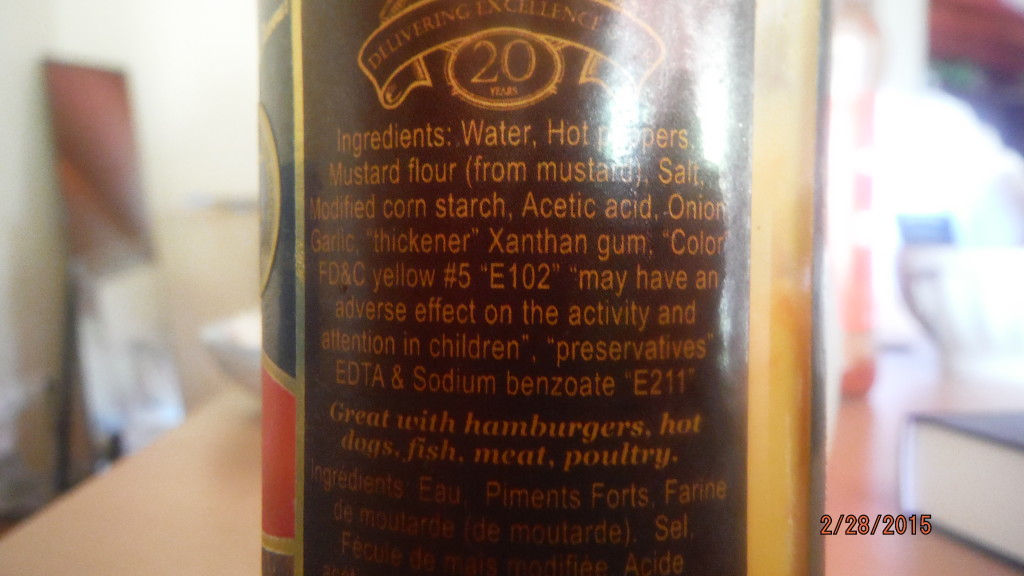 DELIVERING EXCELLENCE
20
YEARS
Ingredients: Water, Hot
Mustard flour (from mustard), Salt,
Modified corn starch, Acetic acid, Onion
Garlic, "thickener" Xanthan gum, "Color
FD&C yellow #5 "E102" "may have an
adverse effect on the activity and
attention in children", "preservatives"
EDTA & Sodium benzoate "E211"
Great with hamburgers, hot
dogs, fish, meat, poultry.
Ingrédients Eau, Piments Forts, Farine
de moutarde (de moutarde). Sel,
Fécule de mais modifiée, Acide
2/28/2015